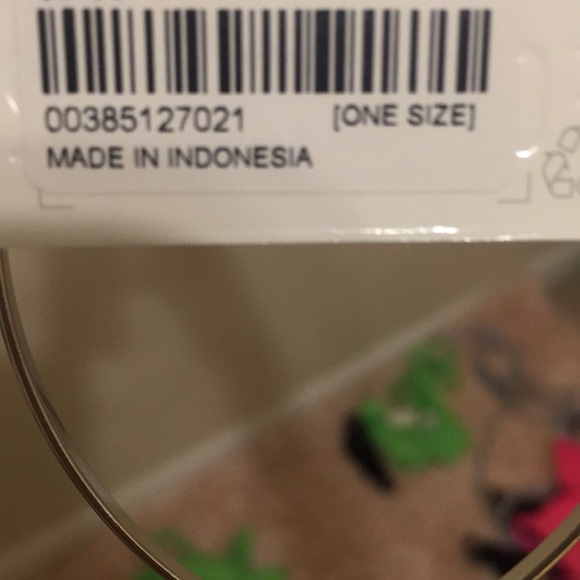 00385127021 [ONE SIZE]
MADE IN INDONESIA